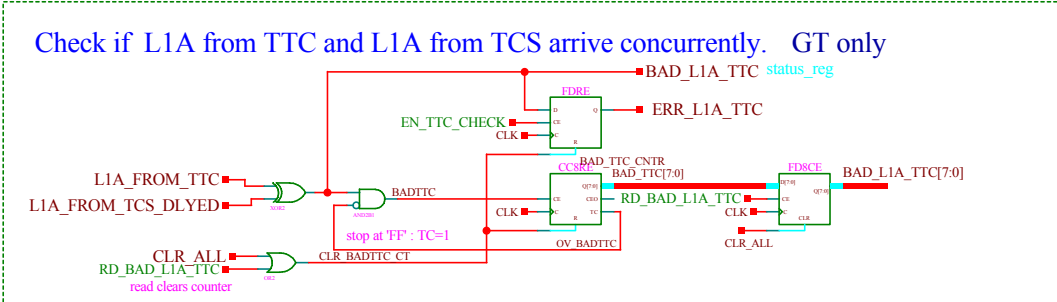 Check if L1A from TTC and L1A from TCS arrive concurrently. GT only
BAD_L1A_TTC status_reg
FDRE
D Q
ERR_L1A_TTC
EN_TTC_CHECK
CE
CLK
C
R
BAD_TTC_CNTR
CC8RE
BAD_TTC[7:0]
FD8CE
BAD_L1A_TTC[7:0]
L1A_FROM_TTC
L1A_FROM_TCS_DLYED
XOR2
AND2B1
BADTTC
Q[7:0]
D[7:0]
Q[7:0]
CE
CEO
RD_BAD_L1A_TTC
CE
CLK
C
TC
CLK
C
R
CLR
stop at 'FF' : TC=1
OV_BADTTC
CLR_ALL
CLR_ALL
RD_BAD_L1A_TTC
OR2
CLR_BADTTC_CT
read clears counter